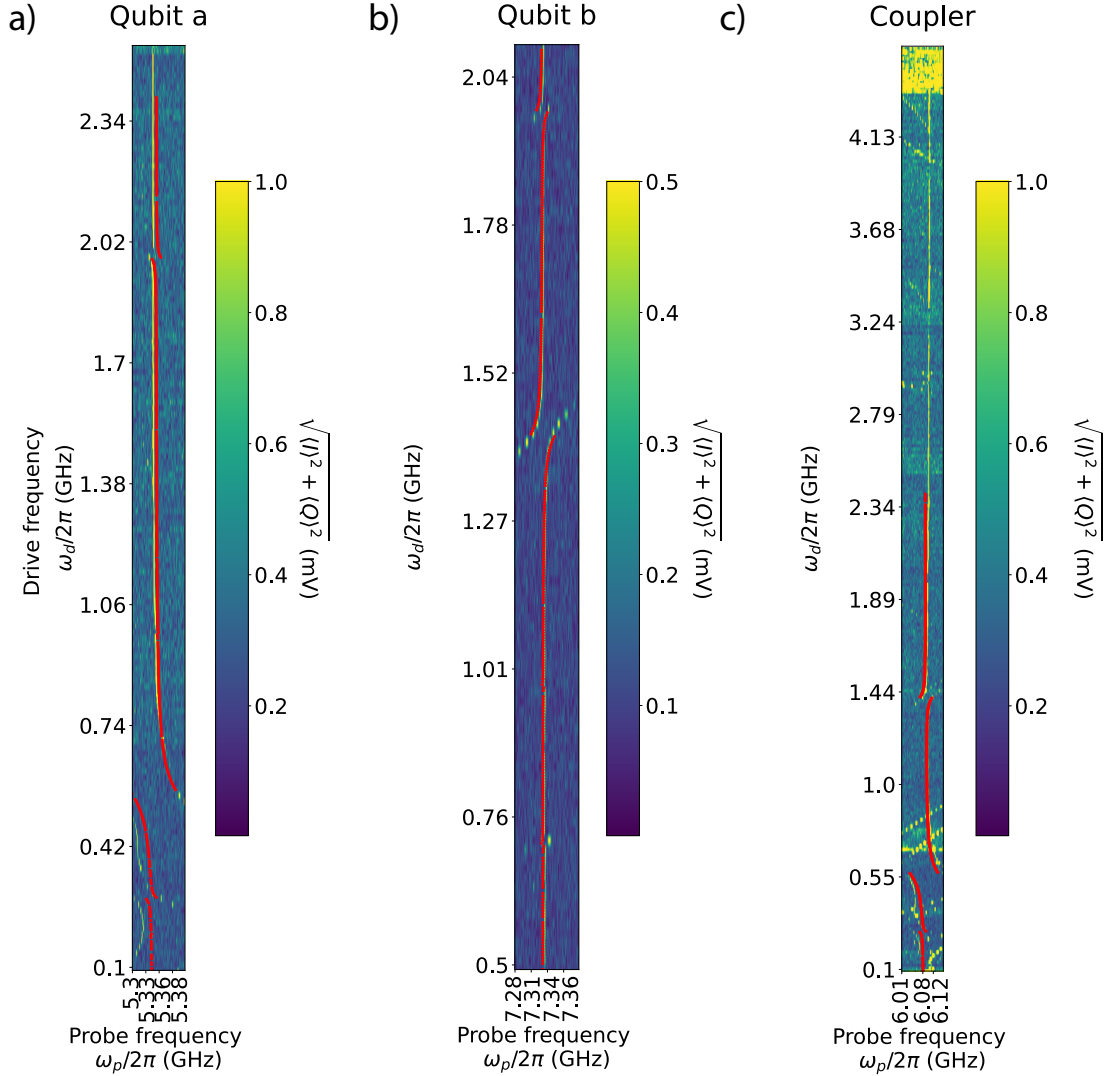 a)
Qubit a
Drive frequency
ω_d/2π (GHz)
2.34
2.02
1.7
1.38
1.06
0.74
0.42
0.1
5.3
5.33
5.36
5.38
Probe frequency
ω_p/2π (GHz)
1.0
0.8
0.6
0.4
0.2
√⟨I⟩² + ⟨Q⟩² (mV)
b)
Qubit b
ω_d/2π (GHz)
2.04
1.78
1.52
1.27
1.01
0.76
0.5
7.28
7.31
7.34
7.36
Probe frequency
ω_p/2π (GHz)
0.5
0.4
0.3
0.2
0.1
√⟨I⟩² + ⟨Q⟩² (mV)
c)
Coupler
ω_d/2π (GHz)
4.13
3.68
3.24
2.79
2.34
1.89
1.44
1.0
0.55
0.1
6.01
6.08
6.12
Probe frequency
ω_p/2π (GHz)
1.0
0.8
0.6
0.4
0.2
√⟨I⟩² + ⟨Q⟩² (mV)